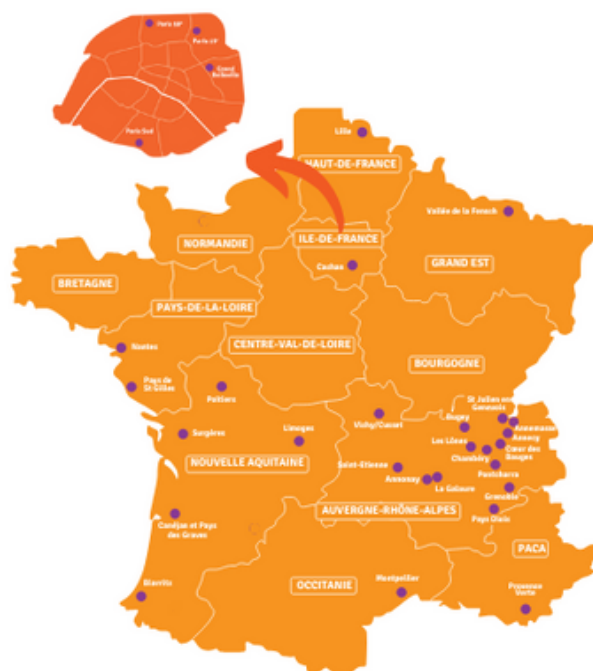 Paris 18e
Paris 19e
Grand
Belleville
Paris Sud
Lille
HAUT-DE-FRANCE
Vallée de la Fensch
NORMANDIE
ILE-DE-FRANCE
Cachan
GRAND EST
BRETAGNE
PAYS-DE-LA-LOIRE
CENTRE-VAL-DE-LOIRE
Nantes
BOURGOGNE
Pays de
St Gilles
Poitiers
St Julien en
Genevois
Vichy/Cusset
Bugey
Annemasse
Annecy
Surgères
Limoges
Les Lônes
Cœur des
Bauges
Chambéry
NOUVELLE AQUITAINE
Saint-Etienne
Pontcharra
Annonay
La Galaure
Grenoble
AUVERGNE-RHÔNE-ALPES
Canéjan et Pays
des Graves
Pays Diois
PACA
Biarritz
OCCITANIE
Montpellier
Provence
Verte